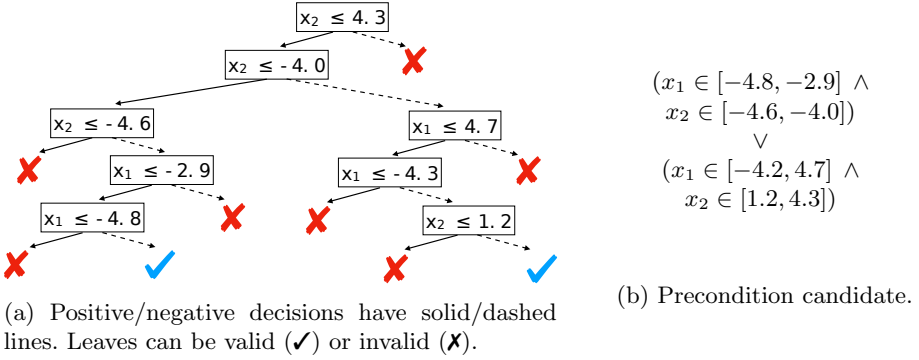 x₂ ≤ 4. 3
x₂ ≤ - 4. 0
x₂ ≤ - 4. 6
x₁ ≤ 4. 7
x₁ ≤ - 2. 9
x₁ ≤ - 4. 3
x₁ ≤ - 4. 8
x₂ ≤ 1. 2
(a) Positive/negative decisions have solid/dashed
lines. Leaves can be valid (✓) or invalid (✗).
(x₁ ∈ [−4.8, −2.9] ∧
x₂ ∈ [−4.6, −4.0])
∨
(x₁ ∈ [−4.2, 4.7] ∧
x₂ ∈ [1.2, 4.3])
(b) Precondition candidate.